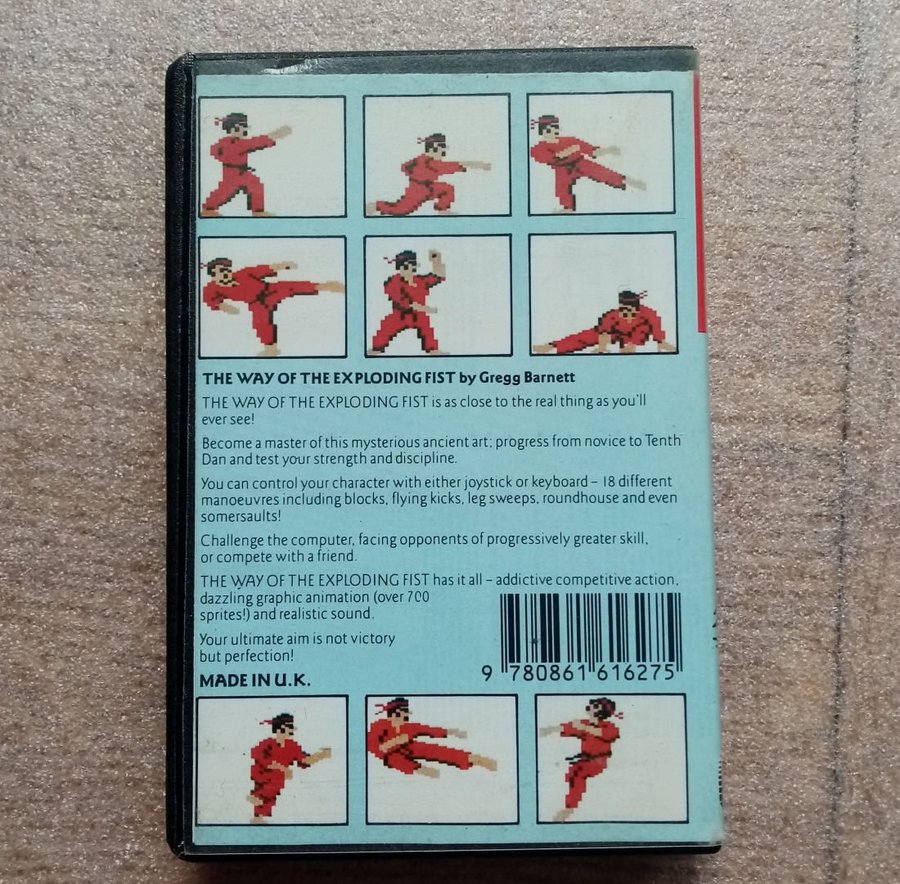 THE WAY OF THE EXPLODING FIST by Gregg Barnett
THE WAY OF THE EXPLODING FIST is as close to the real thing as you'll
ever see!
Become a master of this mysterious ancient art; progress from novice to Tenth
Dan and test your strength and discipline.
You can control your character with either joystick or keyboard – 18 different
manoeuvres including blocks, flying kicks, leg sweeps, roundhouse and even
somersaults!
Challenge the computer, facing opponents of progressively greater skill,
or compete with a friend.
THE WAY OF THE EXPLODING FIST has it all – addictive competitive action,
dazzling graphic animation (over 700
sprites!) and realistic sound.
Your ultimate aim is not victory
but perfection!
MADE IN U.K.
9 780861 616275